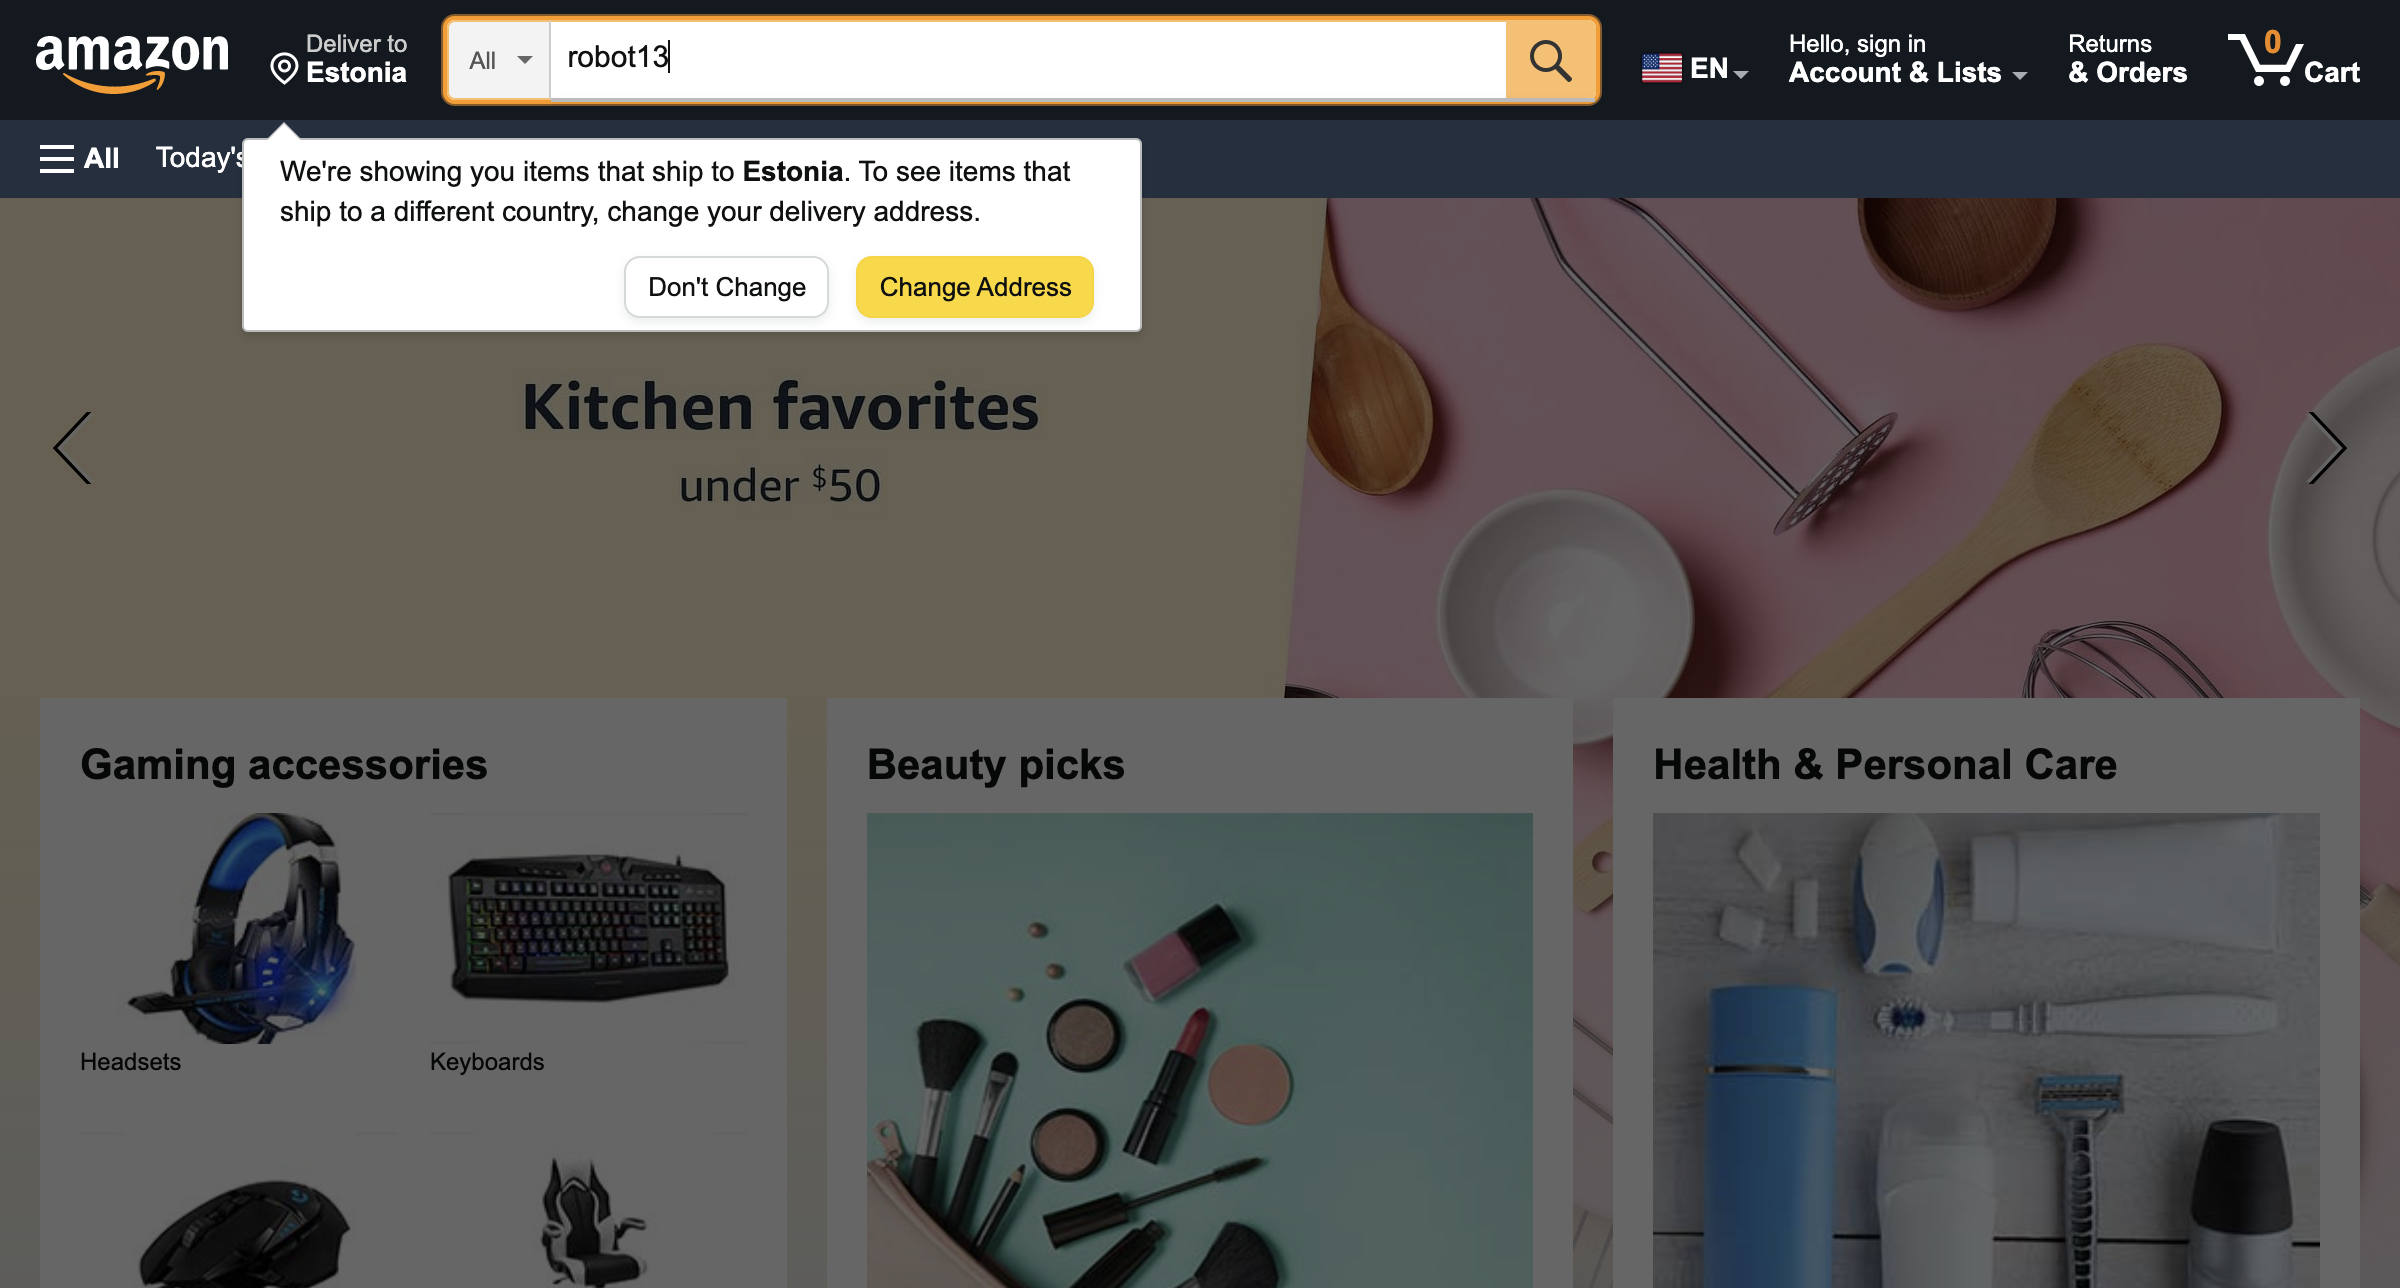 amazon
Deliver to
Estonia
All
robot13
EN
Hello, sign in
Account & Lists
Returns
& Orders
0
Cart
All
Today's
We're showing you items that ship to Estonia. To see items that
ship to a different country, change your delivery address.
Don't Change
Change Address
Kitchen favorites
under $50
Gaming accessories
Headsets
Keyboards
Beauty picks
Health & Personal Care